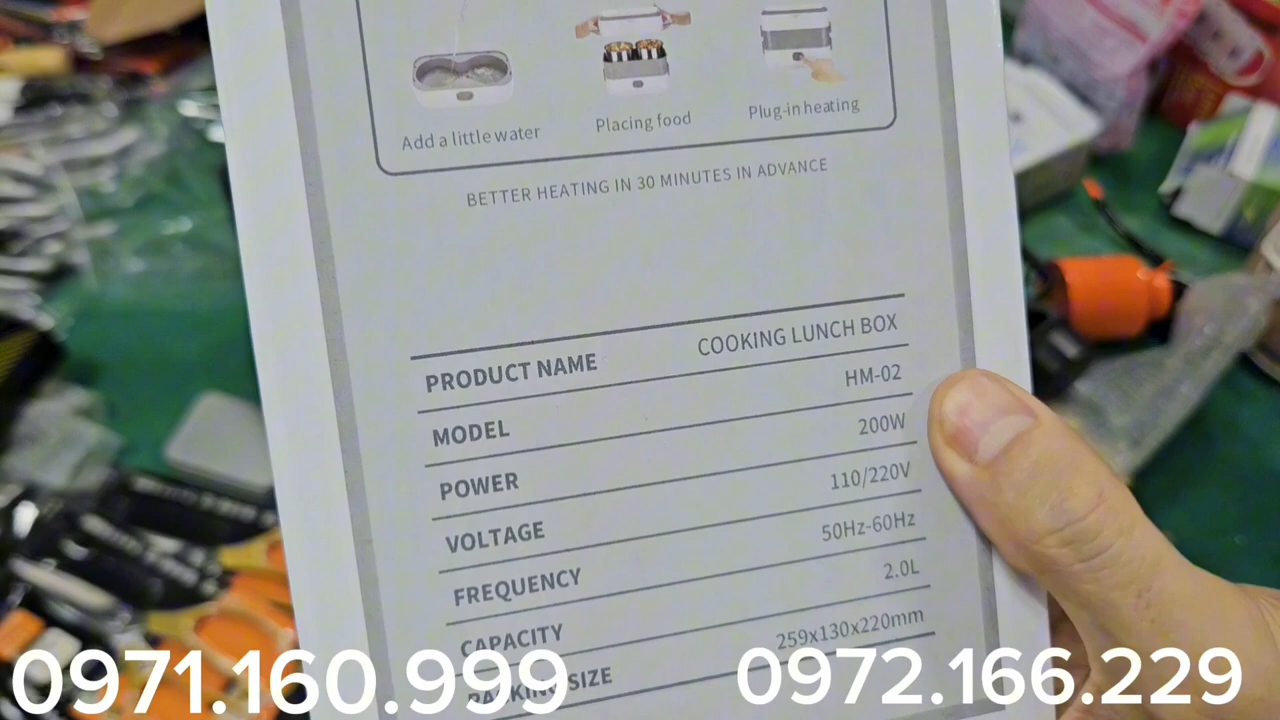 Add a little water
Placing food
Plug-in heating
BETTER HEATING IN 30 MINUTES IN ADVANCE
PRODUCT NAME COOKING LUNCH BOX
MODEL HM-02
POWER 200W
VOLTAGE 110/220V
FREQUENCY 50Hz-60Hz
CAPACITY 2.0L
PACKING SIZE 259x130x220mm
0971.160.999 0972.166.229